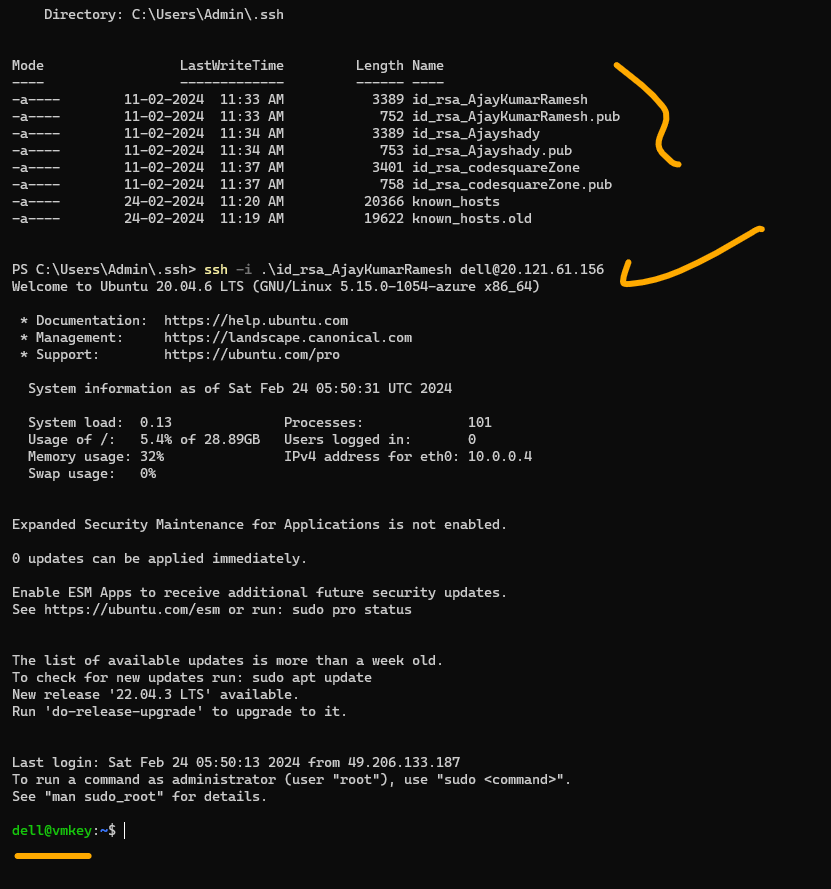 Directory: C:\Users\Admin\.ssh
Mode LastWriteTime Length Name
---- ------------- ------ ----
-a---- 11-02-2024 11:33 AM 3389 id_rsa_AjayKumarRamesh
-a---- 11-02-2024 11:33 AM 752 id_rsa_AjayKumarRamesh.pub
-a---- 11-02-2024 11:34 AM 3389 id_rsa_Ajayshady
-a---- 11-02-2024 11:34 AM 753 id_rsa_Ajayshady.pub
-a---- 11-02-2024 11:37 AM 3401 id_rsa_codesquareZone
-a---- 11-02-2024 11:37 AM 758 id_rsa_codesquareZone.pub
-a---- 24-02-2024 11:20 AM 20366 known_hosts
-a---- 24-02-2024 11:19 AM 19622 known_hosts.old
PS C:\Users\Admin\.ssh> ssh -i .\id_rsa_AjayKumarRamesh dell@20.121.61.156
Welcome to Ubuntu 20.04.6 LTS (GNU/Linux 5.15.0-1054-azure x86_64)
* Documentation: https://help.ubuntu.com
* Management: https://landscape.canonical.com
* Support: https://ubuntu.com/pro
System information as of Sat Feb 24 05:50:31 UTC 2024
System load: 0.13 Processes: 101
Usage of /: 5.4% of 28.89GB Users logged in: 0
Memory usage: 32% IPv4 address for eth0: 10.0.0.4
Swap usage: 0%
Expanded Security Maintenance for Applications is not enabled.
0 updates can be applied immediately.
Enable ESM Apps to receive additional future security updates.
See https://ubuntu.com/esm or run: sudo pro status
The list of available updates is more than a week old.
To check for new updates run: sudo apt update
New release '22.04.3 LTS' available.
Run 'do-release-upgrade' to upgrade to it.
Last login: Sat Feb 24 05:50:13 2024 from 49.206.133.187
To run a command as administrator (user "root"), use "sudo <command>".
See "man sudo_root" for details.
dell@vmkey:~$